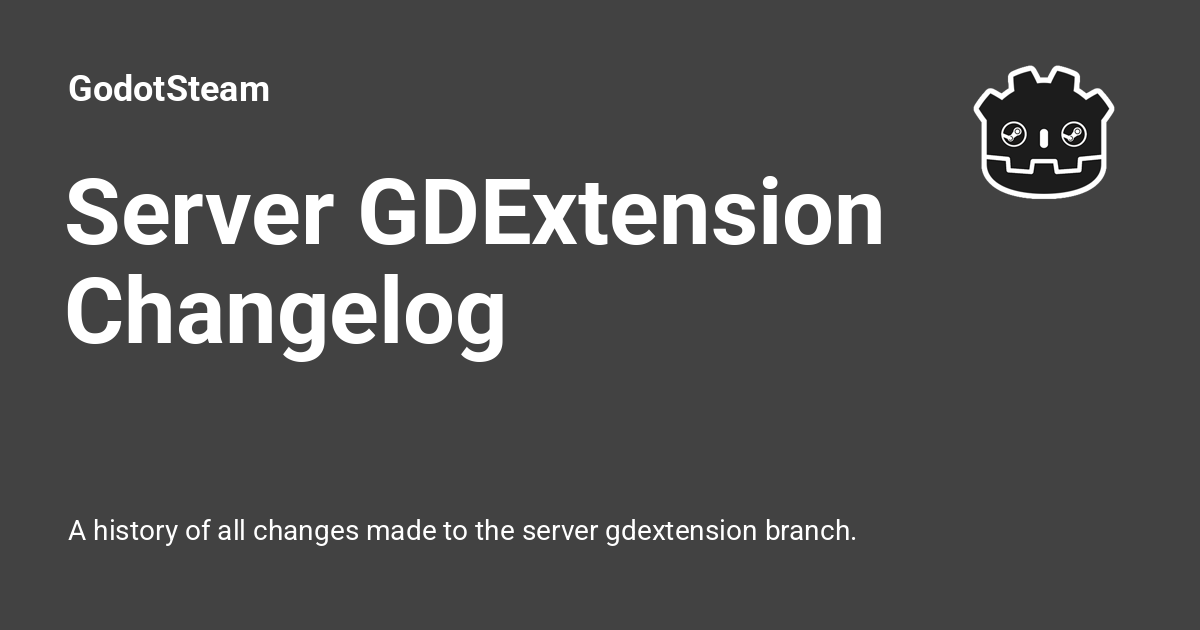 GodotSteam
Server GDExtension
Changelog
A history of all changes made to the server gdextension branch.